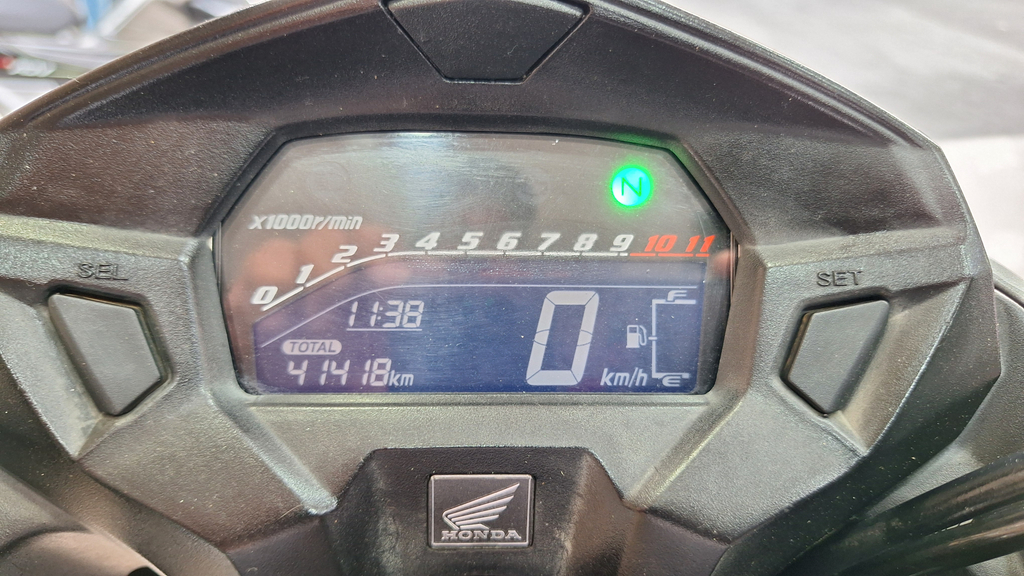 N
x1000r/min
0 1 2 3 4 5 6 7 8 9 10 11
SEL
SET
11:38
F
0
TOTAL
41418km
km/h
E
HONDA